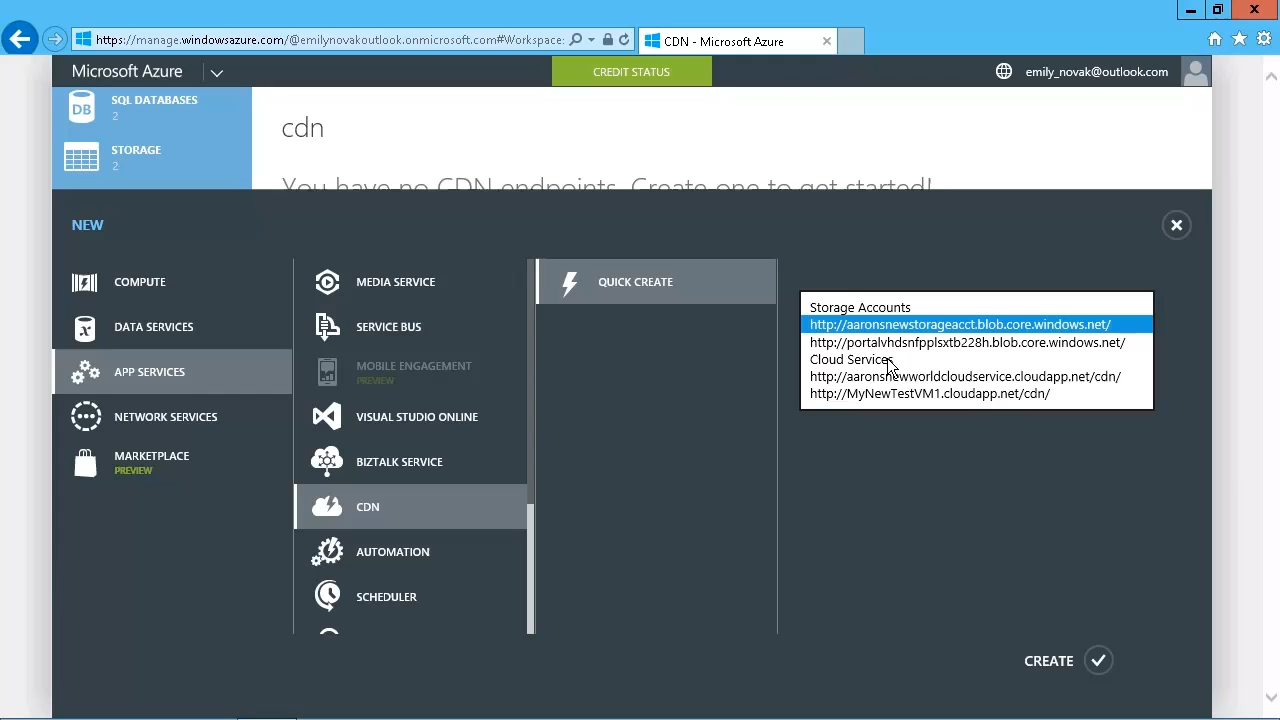 https://manage.windowsazure.com/@emilynovakoutlook.onmicrosoft.com#Workspace:
CDN - Microsoft Azure
Microsoft Azure
CREDIT STATUS
emily_novak@outlook.com
DB
SQL DATABASES
2
STORAGE
2
cdn
You have no CDN endpoints. Create one to get started!
NEW
COMPUTE
DATA SERVICES
APP SERVICES
NETWORK SERVICES
MARKETPLACE
PREVIEW
MEDIA SERVICE
SERVICE BUS
MOBILE ENGAGEMENT
PREVIEW
VISUAL STUDIO ONLINE
BIZTALK SERVICE
CDN
AUTOMATION
SCHEDULER
QUICK CREATE
Storage Accounts
http://aaronsnewstorageacct.blob.core.windows.net/
http://portalvhdsnfpplsxtb228h.blob.core.windows.net/
Cloud Services
http://aaronsnewworldcloudservice.cloudapp.net/cdn/
http://MyNewTestVM1.cloudapp.net/cdn/
CREATE